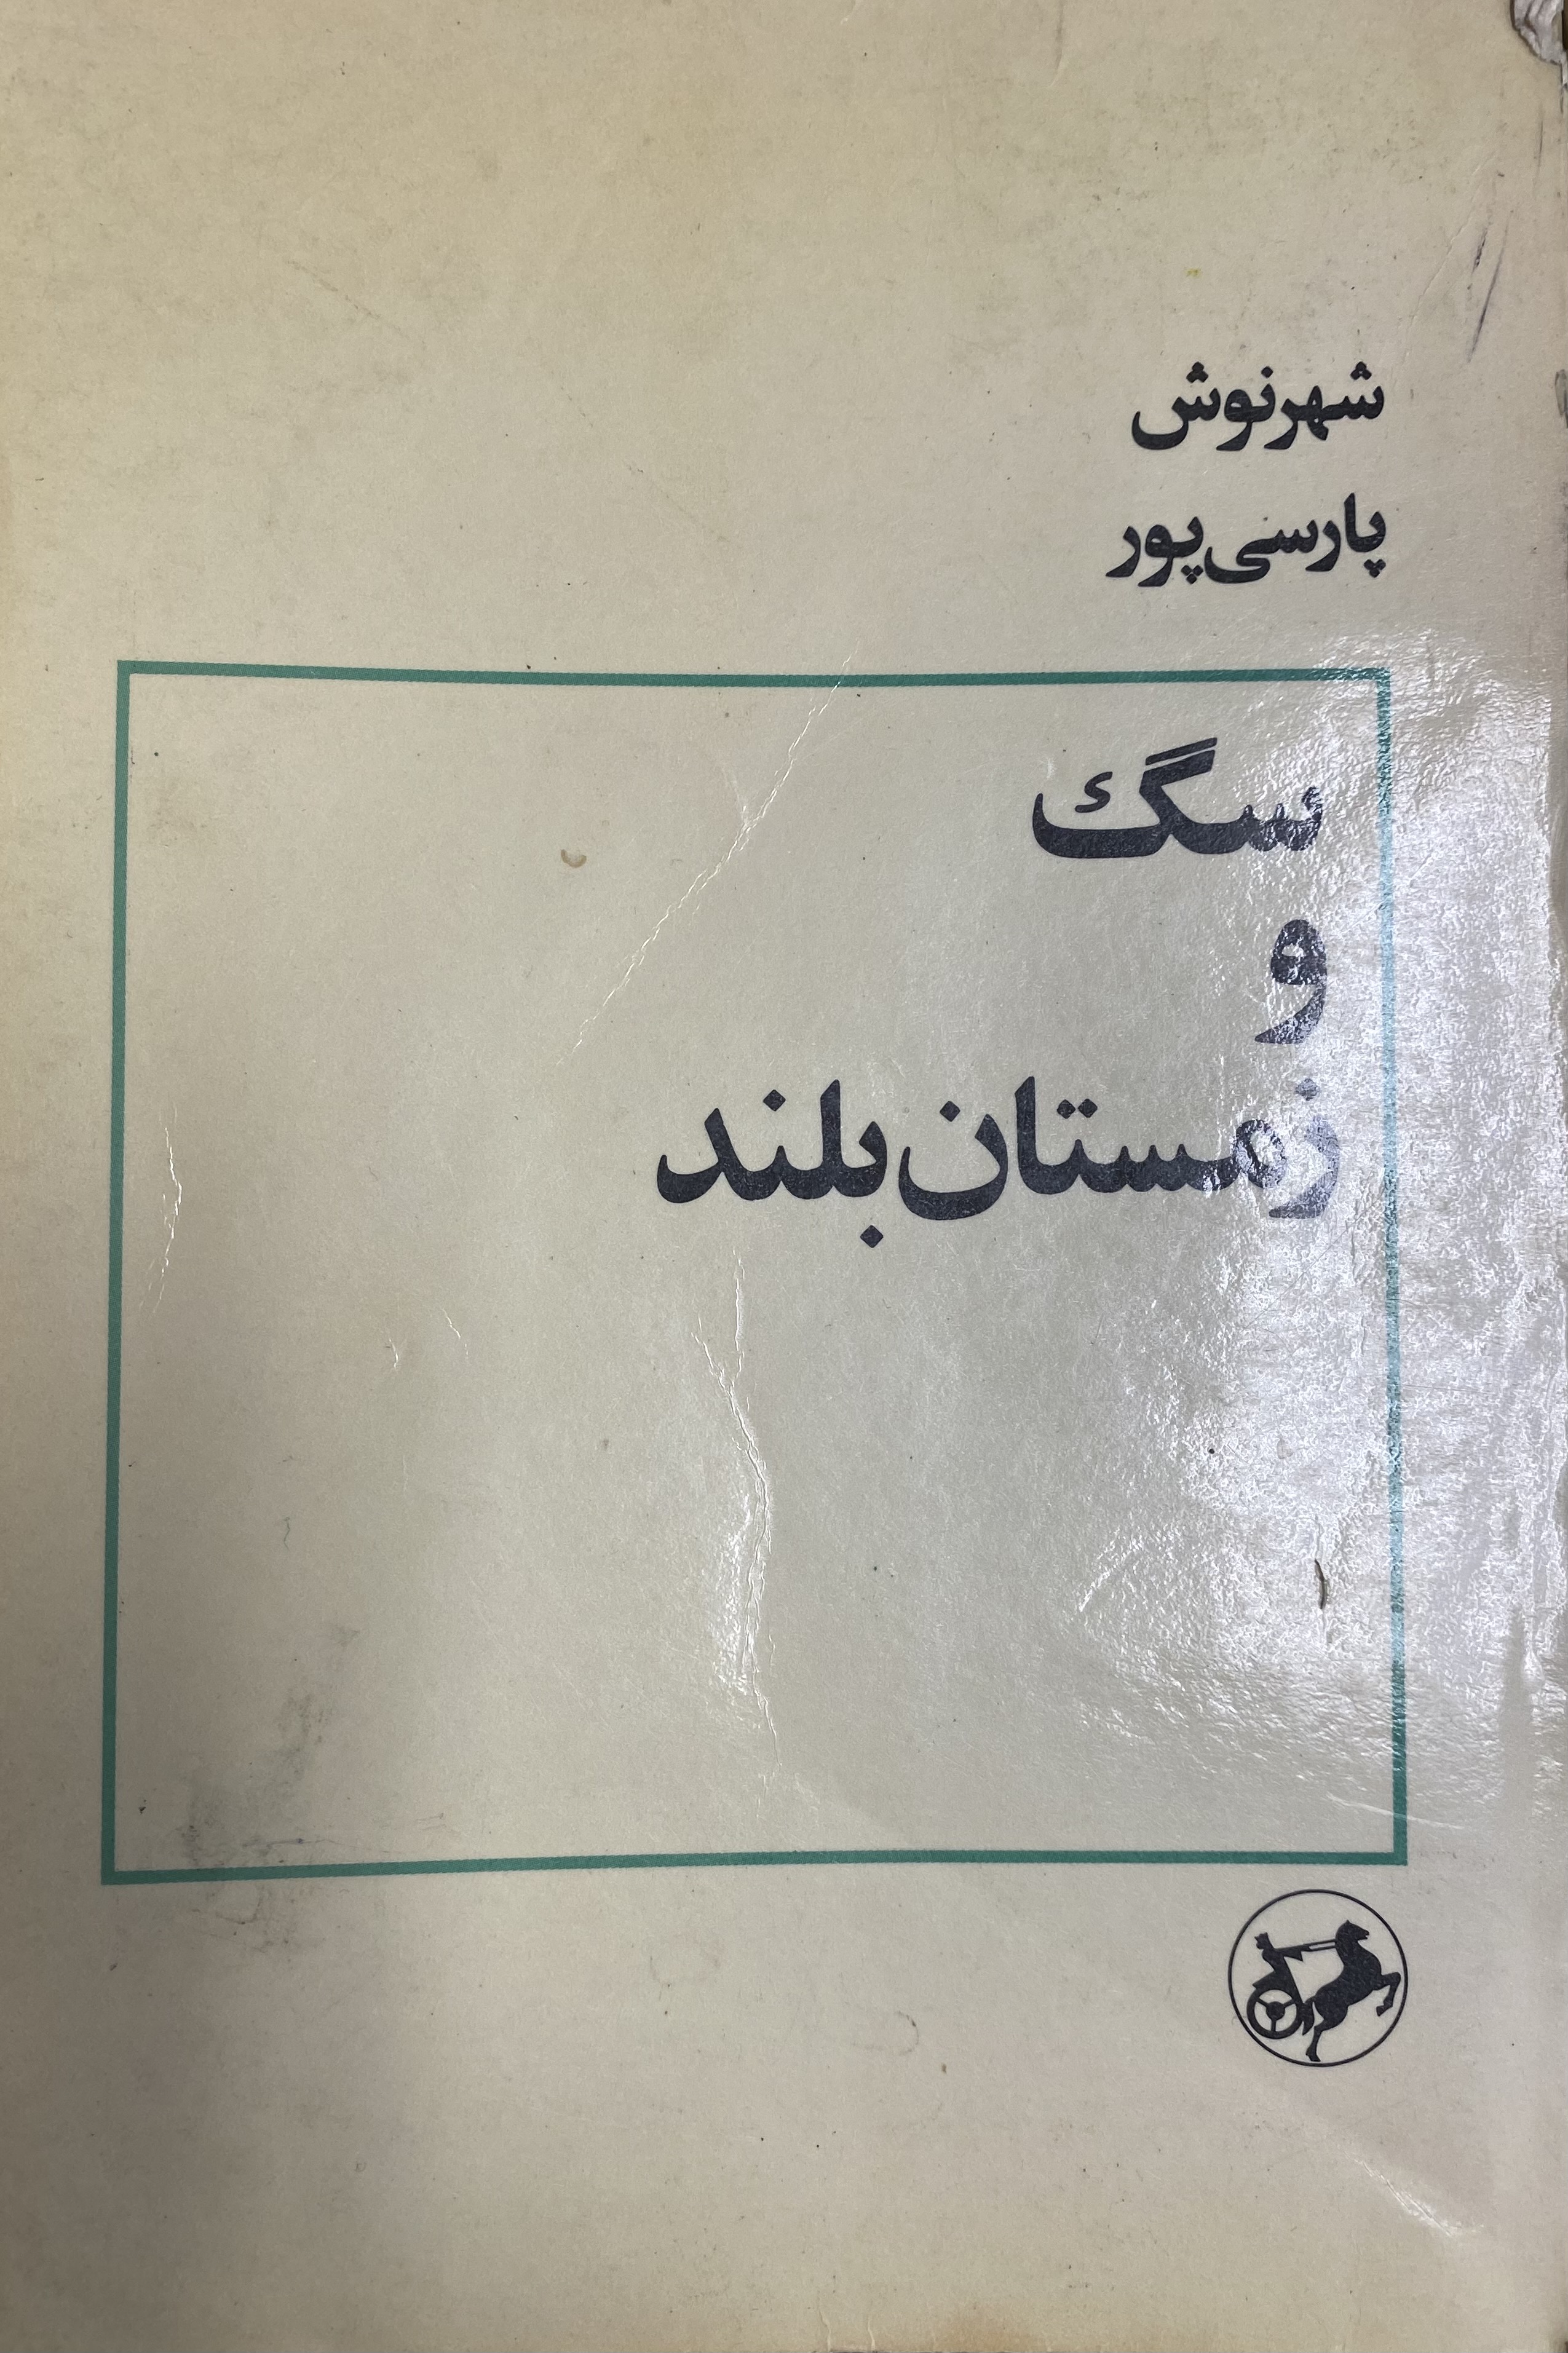 شهرنوش
پارسی‌پور
سگ
و
زمستان بلند